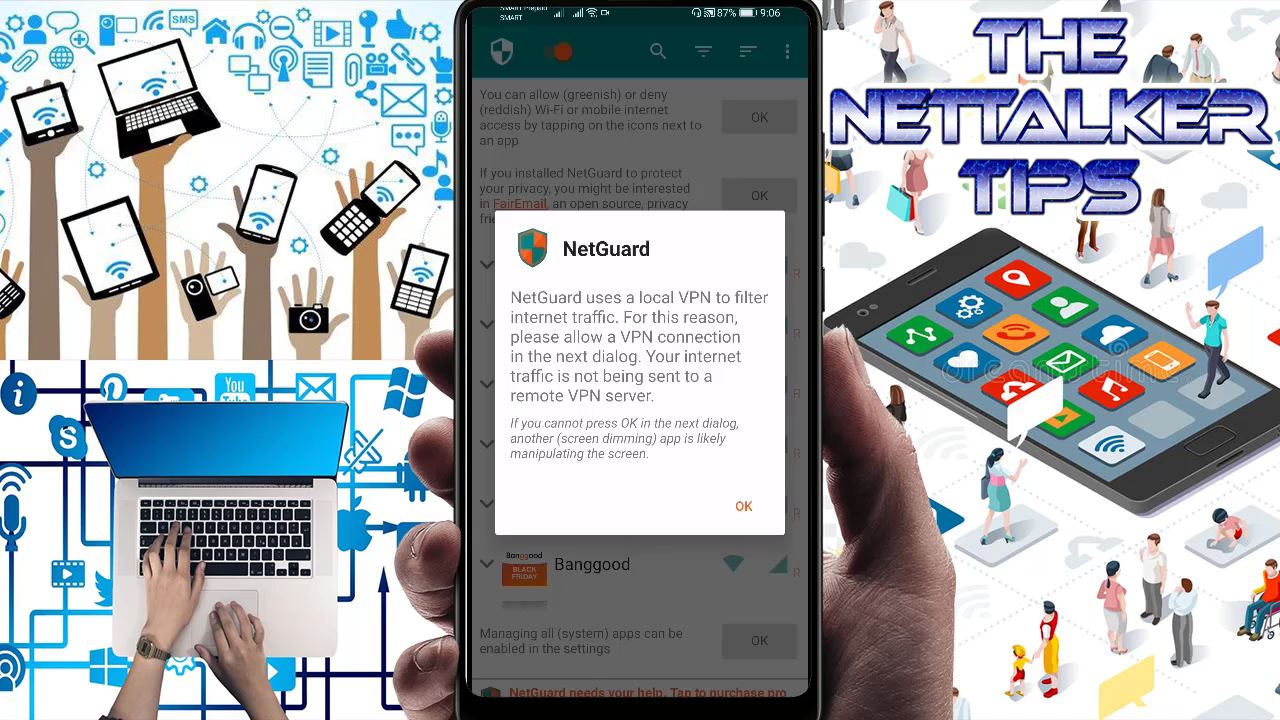 SMART Prepaid
SMART
87% 9:06
You can allow (greenish) or deny
(reddish) Wi-Fi or mobile internet
access by tapping on the icons next to
an app
OK
If you installed NetGuard to protect
your privacy, you might be interested
in FairEmail, an open source, privacy
OK
NetGuard
NetGuard uses a local VPN to filter
internet traffic. For this reason,
please allow a VPN connection
in the next dialog. Your internet
traffic is not being sent to a
remote VPN server.
If you cannot press OK in the next dialog,
another (screen dimming) app is likely
manipulating the screen.
OK
R
R
R
R
R
Banggood
BLACK
FRIDAY
Banggood
R
Managing all (system) apps can be
enabled in the settings
OK
NetGuard needs your help. Tap to purchase pro
THE
NETTALKER
TIPS
SMS
You
Tube
dreamstime